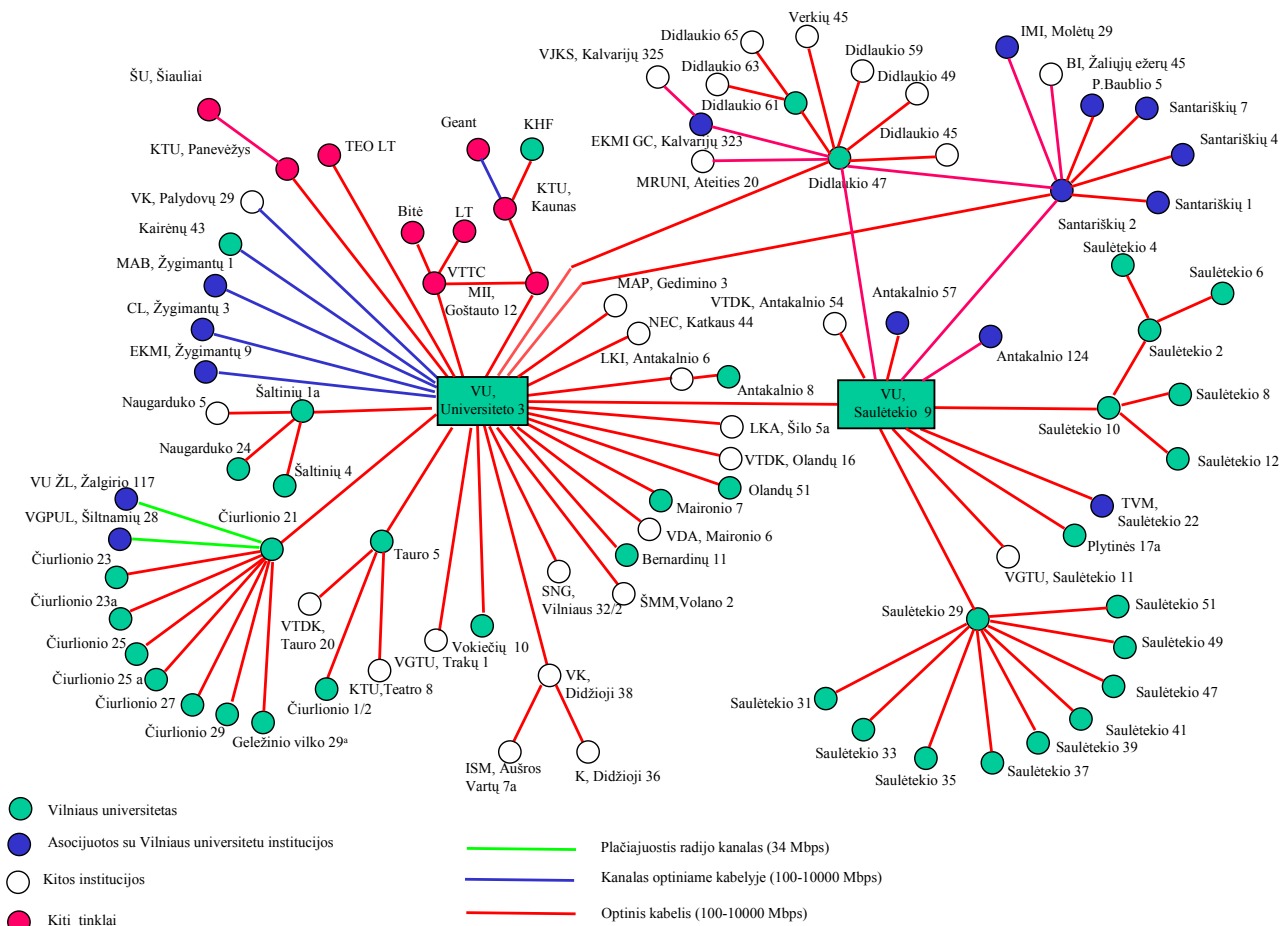 Verkių 45
Didlaukio 65
IMI, Molėtų 29
VJKS, Kalvarijų 325
Didlaukio 59
BI, Žaliųjų ežerų 45
Didlaukio 63
Didlaukio 49
P.Baublio 5
ŠU, Šiauliai
Didlaukio 61
Santariškių 7
Geant
KHF
EKMI GC, Kalvarijų 323
Didlaukio 45
Santariškių 4
KTU, Panevėžys
TEO LT
MRUNI, Ateities 20
Didlaukio 47
KTU,
Kaunas
VK, Palydovų 29
Santariškių 1
Bitė
LT
Santariškių 2
Kairėnų 43
Saulėtekio 4
MAB, Žygimantų 1
VTTC
Saulėtekio 6
MII,
Goštauto 12
MAP, Gedimino 3
VTDK, Antakalnio 54
Antakalnio 57
CL, Žygimantų 3
NEC, Katkaus 44
EKMI, Žygimantų 9
LKI, Antakalnio 6
Antakalnio 124
Saulėtekio 2
Šaltinių 1a
VU,
Universiteto 3
Antakalnio 8
VU,
Saulėtekio 9
Saulėtekio 8
Naugarduko 5
LKA, Šilo 5a
Saulėtekio 10
Naugarduko 24
VTDK, Olandų 16
Saulėtekio 12
Šaltinių 4
Olandų 51
VU ŽL, Žalgirio 117
Maironio 7
TVM,
Saulėtekio 22
Čiurlionio 21
VGPUL, Šiltnamių 28
VDA, Maironio 6
Plytinės 17a
Čiurlionio 23
Tauro 5
Bernardinų 11
VGTU, Saulėtekio 11
Čiurlionio 23a
SNG,
Vilniaus 32/2
ŠMM,Volano 2
Saulėtekio 29
Saulėtekio 51
VTDK,
Tauro 20
Čiurlionio 25
Vokiečių 10
Saulėtekio 49
VGTU, Trakų 1
Čiurlionio 25 a
VK,
Didžioji 38
Saulėtekio 47
KTU,Teatro 8
Čiurlionio 27
Čiurlionio 1/2
Saulėtekio 31
Čiurlionio 29
Saulėtekio 41
Geležinio vilko 29ª
Saulėtekio 33
Saulėtekio 39
ISM, Aušros
Vartų 7a
K, Didžioji 36
Saulėtekio 35
Saulėtekio 37
Vilniaus universitetas
Asocijuotos su Vilniaus universitetu institucijos
Kitos institucijos
Kiti tinklai
Plačiajuostis radijo kanalas (34 Mbps)
Kanalas optiniame kabelyje (100-10000 Mbps)
Optinis kabelis (100-10000 Mbps)